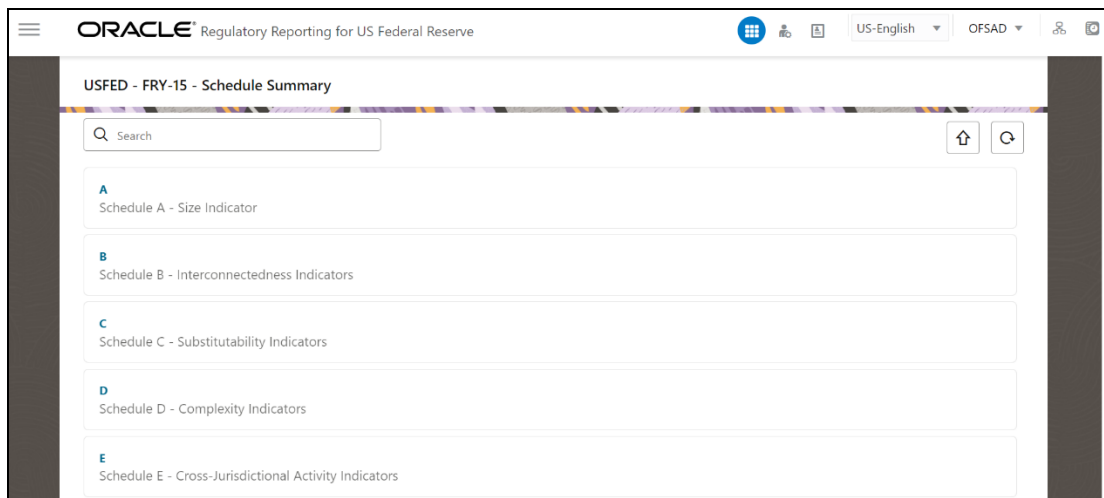 ORACLE® Regulatory Reporting for US Federal Reserve
US-English
OFSAD
USFED - FRY-15 - Schedule Summary
Search
A
Schedule A - Size Indicator
B
Schedule B - Interconnectedness Indicators
C
Schedule C - Substitutability Indicators
D
Schedule D - Complexity Indicators
E
Schedule E - Cross-Jurisdictional Activity Indicators